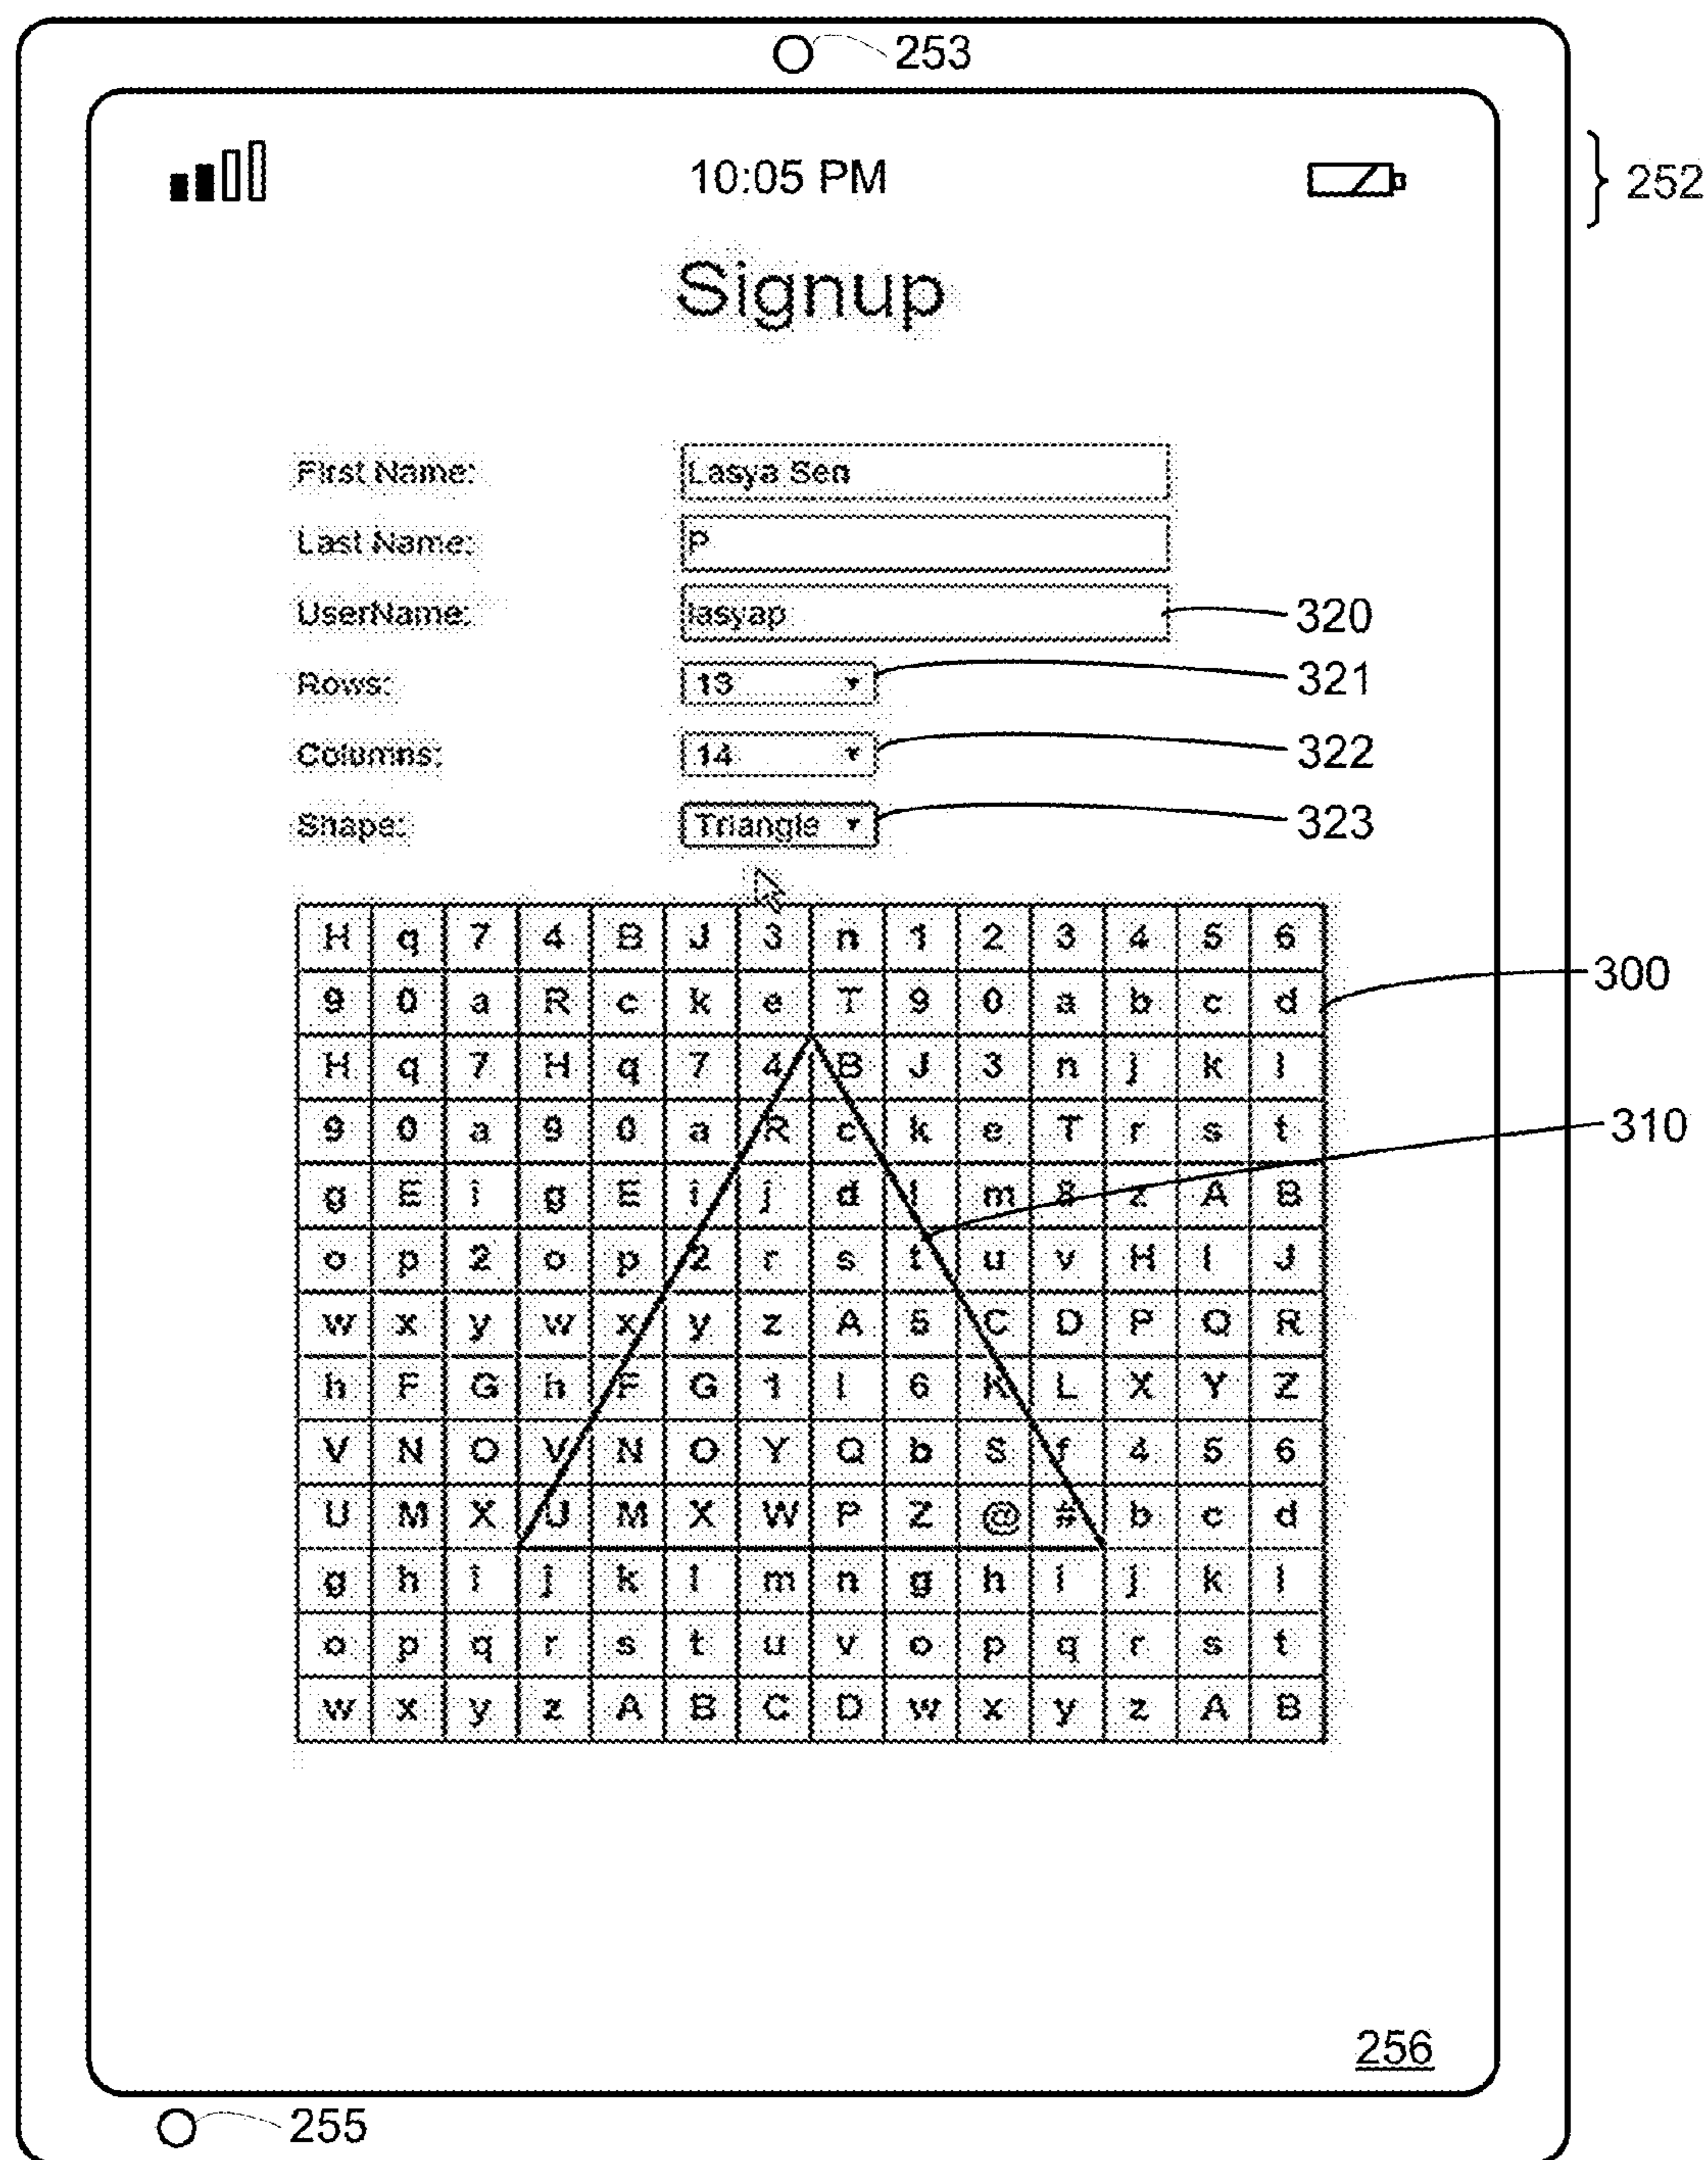 253
10:05 PM
252
Signup
First Name: Lasya Sen
Last Name: P
UserName: lasyap 320
Rows: 13 321
Columns: 14 322
Shape: Triangle 323
H q 7 4 B J 3 n 1 2 3 4 5 6
300
9 0 a R c k e T 9 0 a b c d
H q 7 H q 7 4 B J 3 n j k l
9 0 a 9 0 a R c k e T r s t
310
g E i g E i j d l m 8 z A B
o p 2 o p 2 r s t u v H I J
w x y w x y z A 5 C D P Q R
h F G h F G 1 I 6 K L X Y Z
V N O V N O Y Q b S f 4 5 6
U M X U M X W P Z @ # b c d
g h i j k l m n g h i j k l
o p q r s t u v o p q r s t
w x y z A B C D w x y z A B
256
255